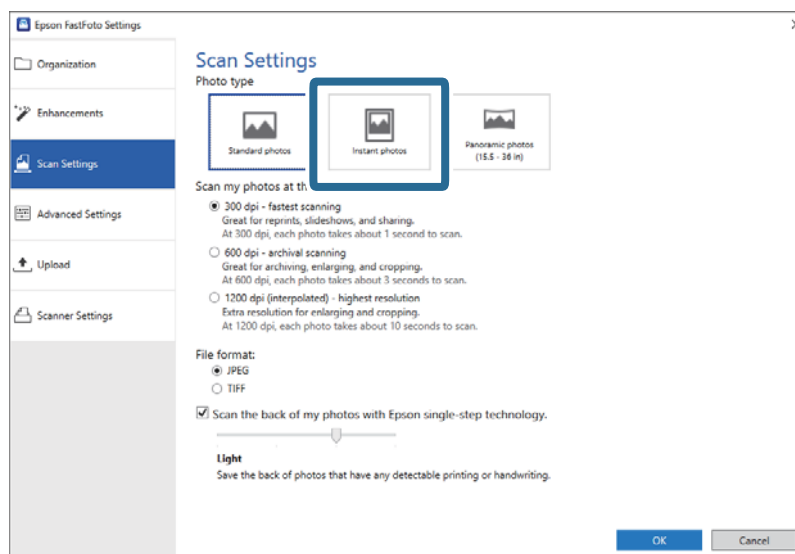 Epson FastFoto Settings
Organization
Enhancements
Scan Settings
Advanced Settings
Upload
Scanner Settings
Scan Settings
Photo type
Standard photos
Instant photos
Panoramic photos
(15.5 - 36 in)
Scan my photos at th
300 dpi - fastest scanning
Great for reprints, slideshows, and sharing.
At 300 dpi, each photo takes about 1 second to scan.
600 dpi - archival scanning
Great for archiving, enlarging, and cropping.
At 600 dpi, each photo takes about 3 seconds to scan.
1200 dpi (interpolated) - highest resolution
Extra resolution for enlarging and cropping.
At 1200 dpi, each photo takes about 10 seconds to scan.
File format:
JPEG
TIFF
Scan the back of my photos with Epson single-step technology.
Light
Save the back of photos that have any detectable printing or handwriting.
OK
Cancel